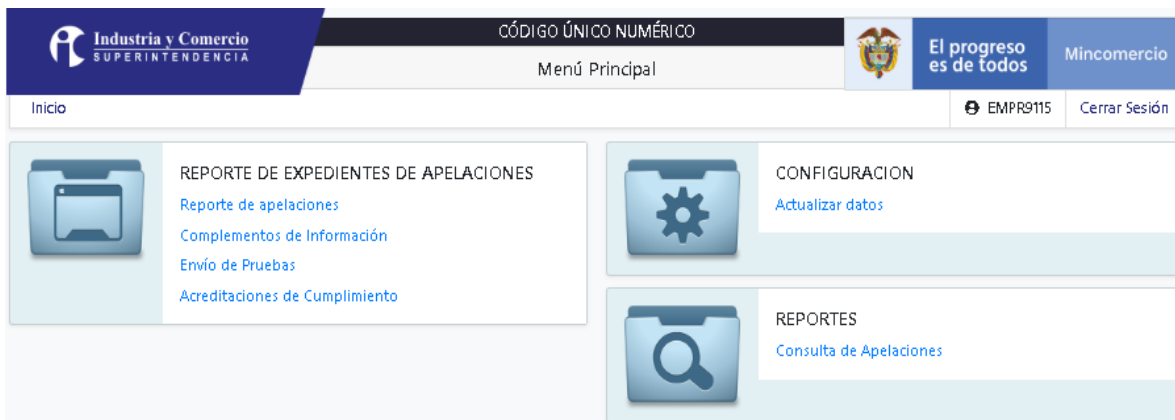 Industria y Comercio
SUPERINTENDENCIA
CÓDIGO ÚNICO NUMÉRICO
Menú Principal
El progreso
es de todos
Mincomercio
Inicio
EMPR9115
Cerrar Sesión
REPORTE DE EXPEDIENTES DE APELACIONES
Reporte de apelaciones
Complementos de Información
Envío de Pruebas
Acreditaciones de Cumplimiento
CONFIGURACION
Actualizar datos
REPORTES
Consulta de Apelaciones